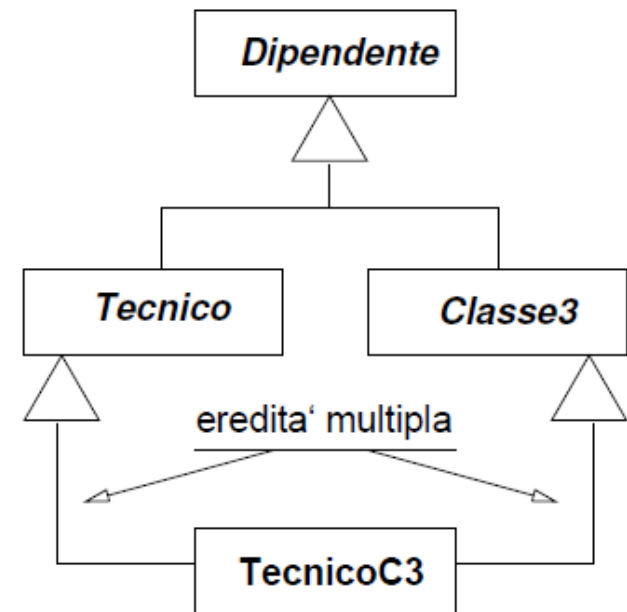 Dipendente
Tecnico
Classe3
eredita‘ multipla
TecnicoC3